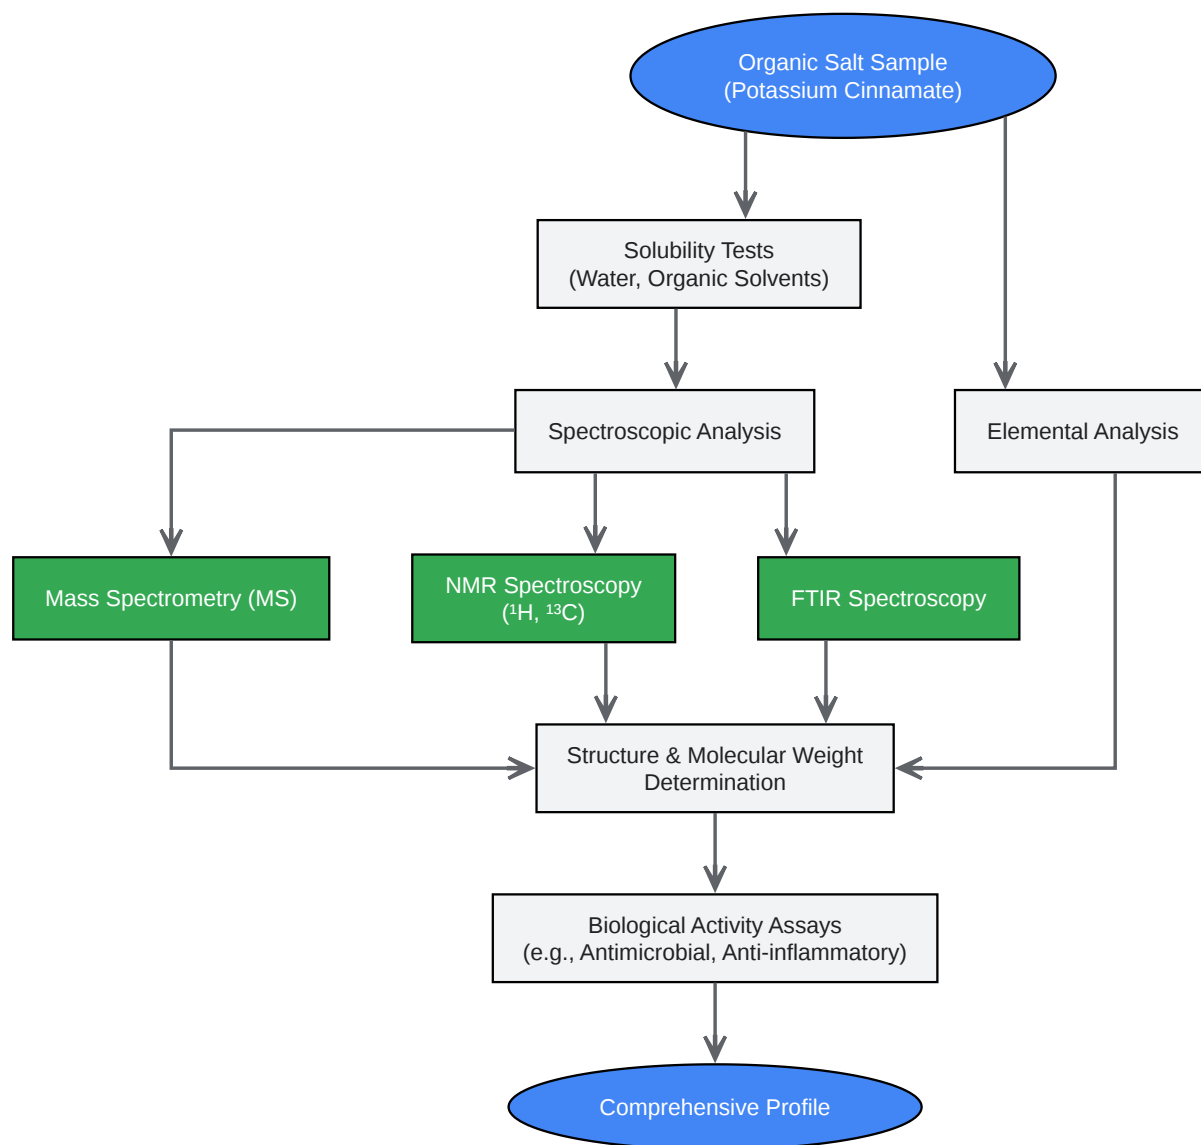 Organic Salt Sample
(Potassium Cinnamate)
Solubility Tests
(Water, Organic Solvents)
Spectroscopic Analysis
Elemental Analysis
Mass Spectrometry (MS)
NMR Spectroscopy
(¹H, ¹³C)
FTIR Spectroscopy
Structure & Molecular Weight
Determination
Biological Activity Assays
(e.g., Antimicrobial, Anti-inflammatory)
Comprehensive Profile